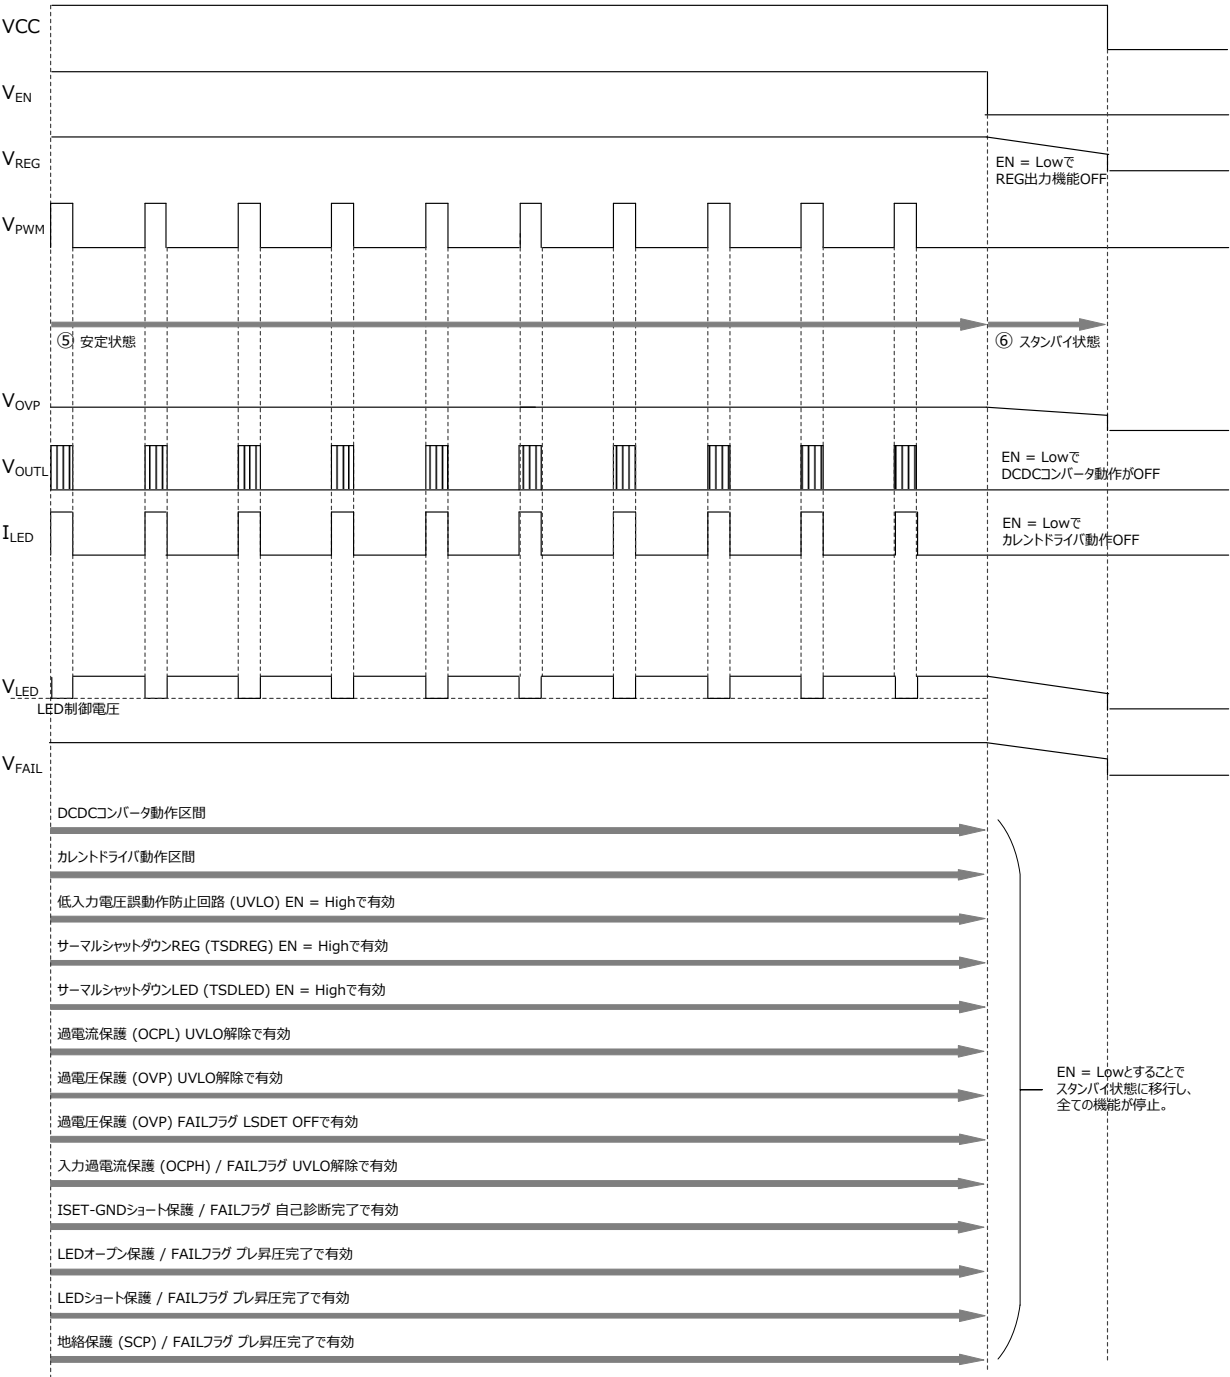 VCC
VEN
VREG
EN = Lowで
REG出力機能OFF
VPWM
⑤ 安定状態
⑥ スタンバイ状態
VOVP
VOUTL
EN = Lowで
DCDCコンバータ動作がOFF
ILED
EN = Lowで
カレントドライバ動作OFF
VLED
LED制御電圧
VFAIL
DCDCコンバータ動作区間
カレントドライバ動作区間
低入力電圧誤動作防止回路 (UVLO) EN = Highで有効
サーマルシャットダウンREG (TSDREG) EN = Highで有効
サーマルシャットダウンLED (TSDLED) EN = Highで有効
過電流保護 (OCPL) UVLO解除で有効
過電圧保護 (OVP) UVLO解除で有効
過電圧保護 (OVP) FAILフラグ LSDET OFFで有効
入力過電流保護 (OCPH) / FAILフラグ UVLO解除で有効
ISET-GNDショート保護 / FAILフラグ 自己診断完了で有効
LEDオープン保護 / FAILフラグ プレ昇圧完了で有効
LEDショート保護 / FAILフラグ プレ昇圧完了で有効
地絡保護 (SCP) / FAILフラグ プレ昇圧完了で有効
EN = Lowとすることで
スタンバイ状態に移行し、
全ての機能が停止。